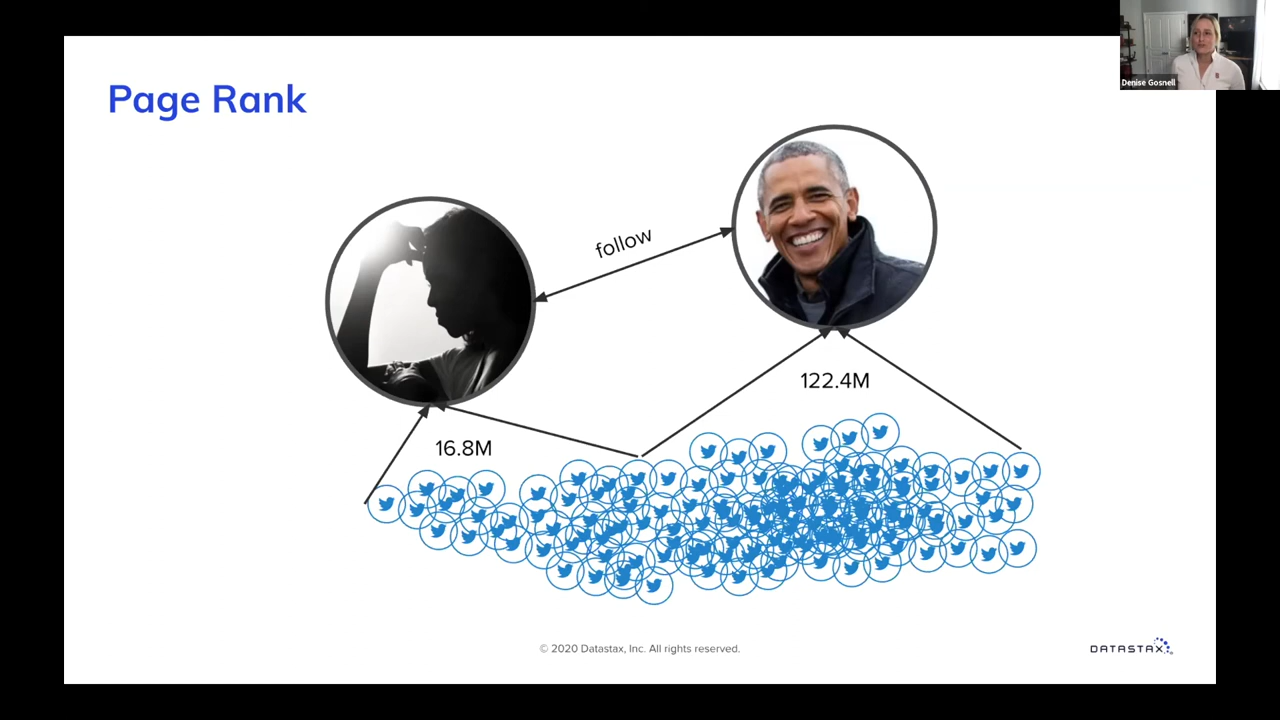 Page Rank
Denise Gosnell
follow
122.4M
16.8M
© 2020 Datastax, Inc. All rights reserved.
DATASTAX